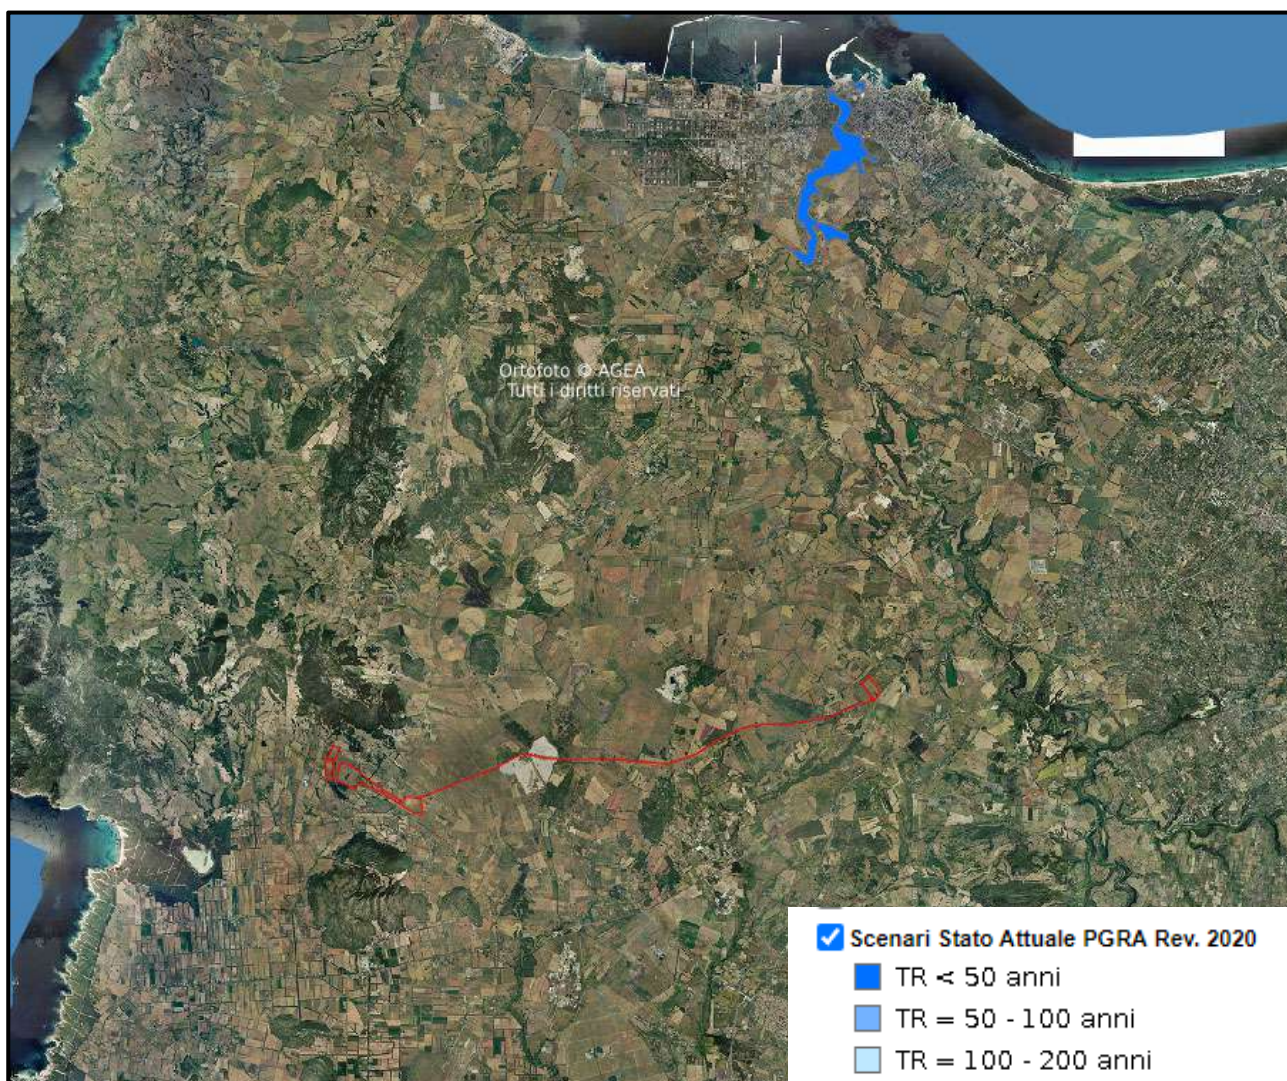 Ortofoto © AGEA
Tutti i diritti riservati
Scenari Stato Attuale PGRA Rev. 2020
TR < 50 anni
TR = 50 - 100 anni
TR = 100 - 200 anni